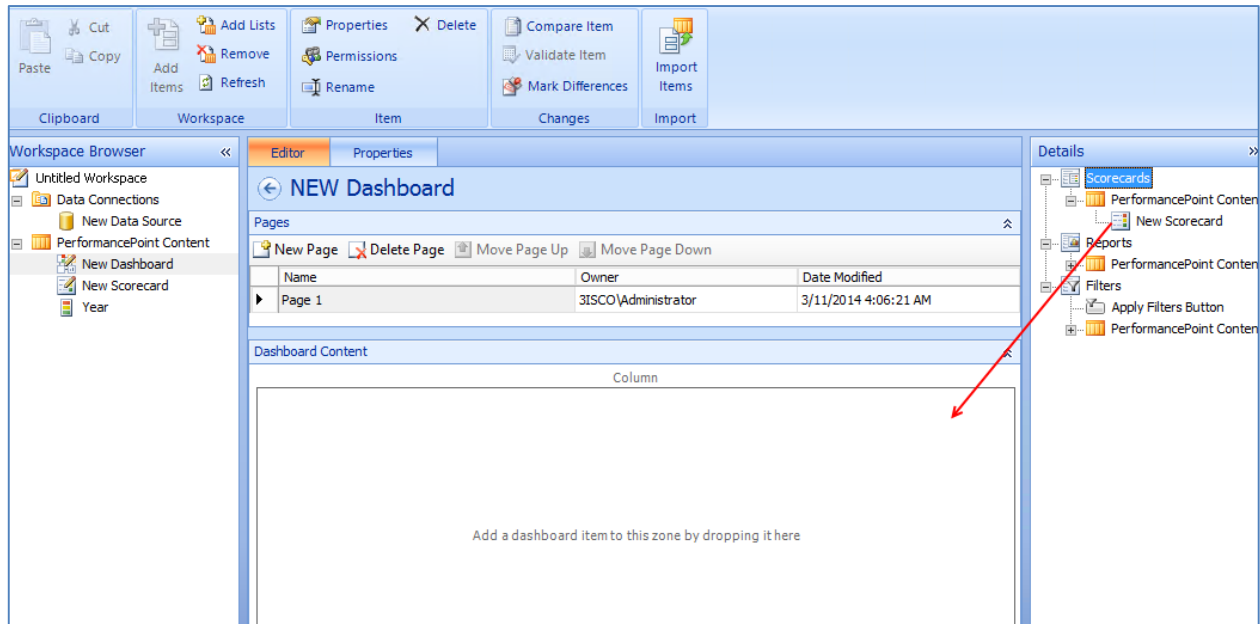 Cut
Copy
Paste
Clipboard
Add Items
Add Lists
Remove
Refresh
Workspace
Properties
Delete
Permissions
Rename
Item
Compare Item
Validate Item
Mark Differences
Changes
Import Items
Import
Workspace Browser «
Untitled Workspace
Data Connections
New Data Source
PerformancePoint Content
New Dashboard
New Scorecard
Year
Editor Properties
NEW Dashboard
Pages
New Page Delete Page Move Page Up Move Page Down
Name Owner Date Modified
Page 1 3ISCO\Administrator 3/11/2014 4:06:21 AM
Dashboard Content
Column
Add a dashboard item to this zone by dropping it here
Details »
Scorecards
PerformancePoint Conten
New Scorecard
Reports
PerformancePoint Conten
Filters
Apply Filters Button
PerformancePoint Conten